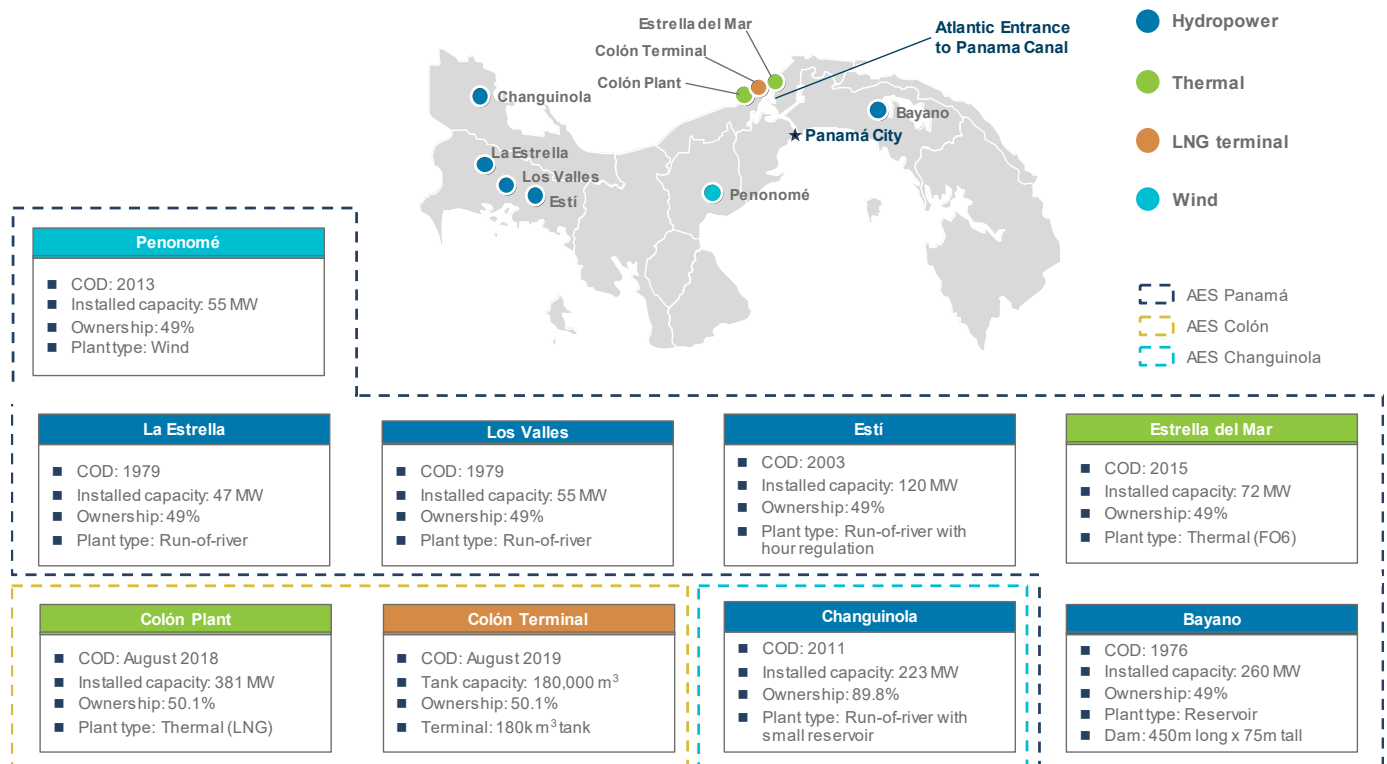 Estrella del Mar
Colón Terminal
Colón Plant
Atlantic Entrance
to Panama Canal
Changuinola
Bayano
Panamá City
La Estrella
Los Valles
Estí
Penonomé
Hydropower
Thermal
LNG terminal
Wind
AES Panamá
AES Colón
AES Changuinola
Penonomé
COD: 2013
Installed capacity: 55 MW
Ownership: 49%
Plant type: Wind
La Estrella
COD: 1979
Installed capacity: 47 MW
Ownership: 49%
Plant type: Run-of-river
Los Valles
COD: 1979
Installed capacity: 55 MW
Ownership: 49%
Plant type: Run-of-river
Estí
COD: 2003
Installed capacity: 120 MW
Ownership: 49%
Plant type: Run-of-river with
hour regulation
Estrella del Mar
COD: 2015
Installed capacity: 72 MW
Ownership: 49%
Plant type: Thermal (FO6)
Colón Plant
COD: August 2018
Installed capacity: 381 MW
Ownership: 50.1%
Plant type: Thermal (LNG)
Colón Terminal
COD: August 2019
Tank capacity: 180,000 m³
Ownership: 50.1%
Terminal: 180k m³ tank
Changuinola
COD: 2011
Installed capacity: 223 MW
Ownership: 89.8%
Plant type: Run-of-river with
small reservoir
Bayano
COD: 1976
Installed capacity: 260 MW
Ownership: 49%
Plant type: Reservoir
Dam: 450m long x 75m tall